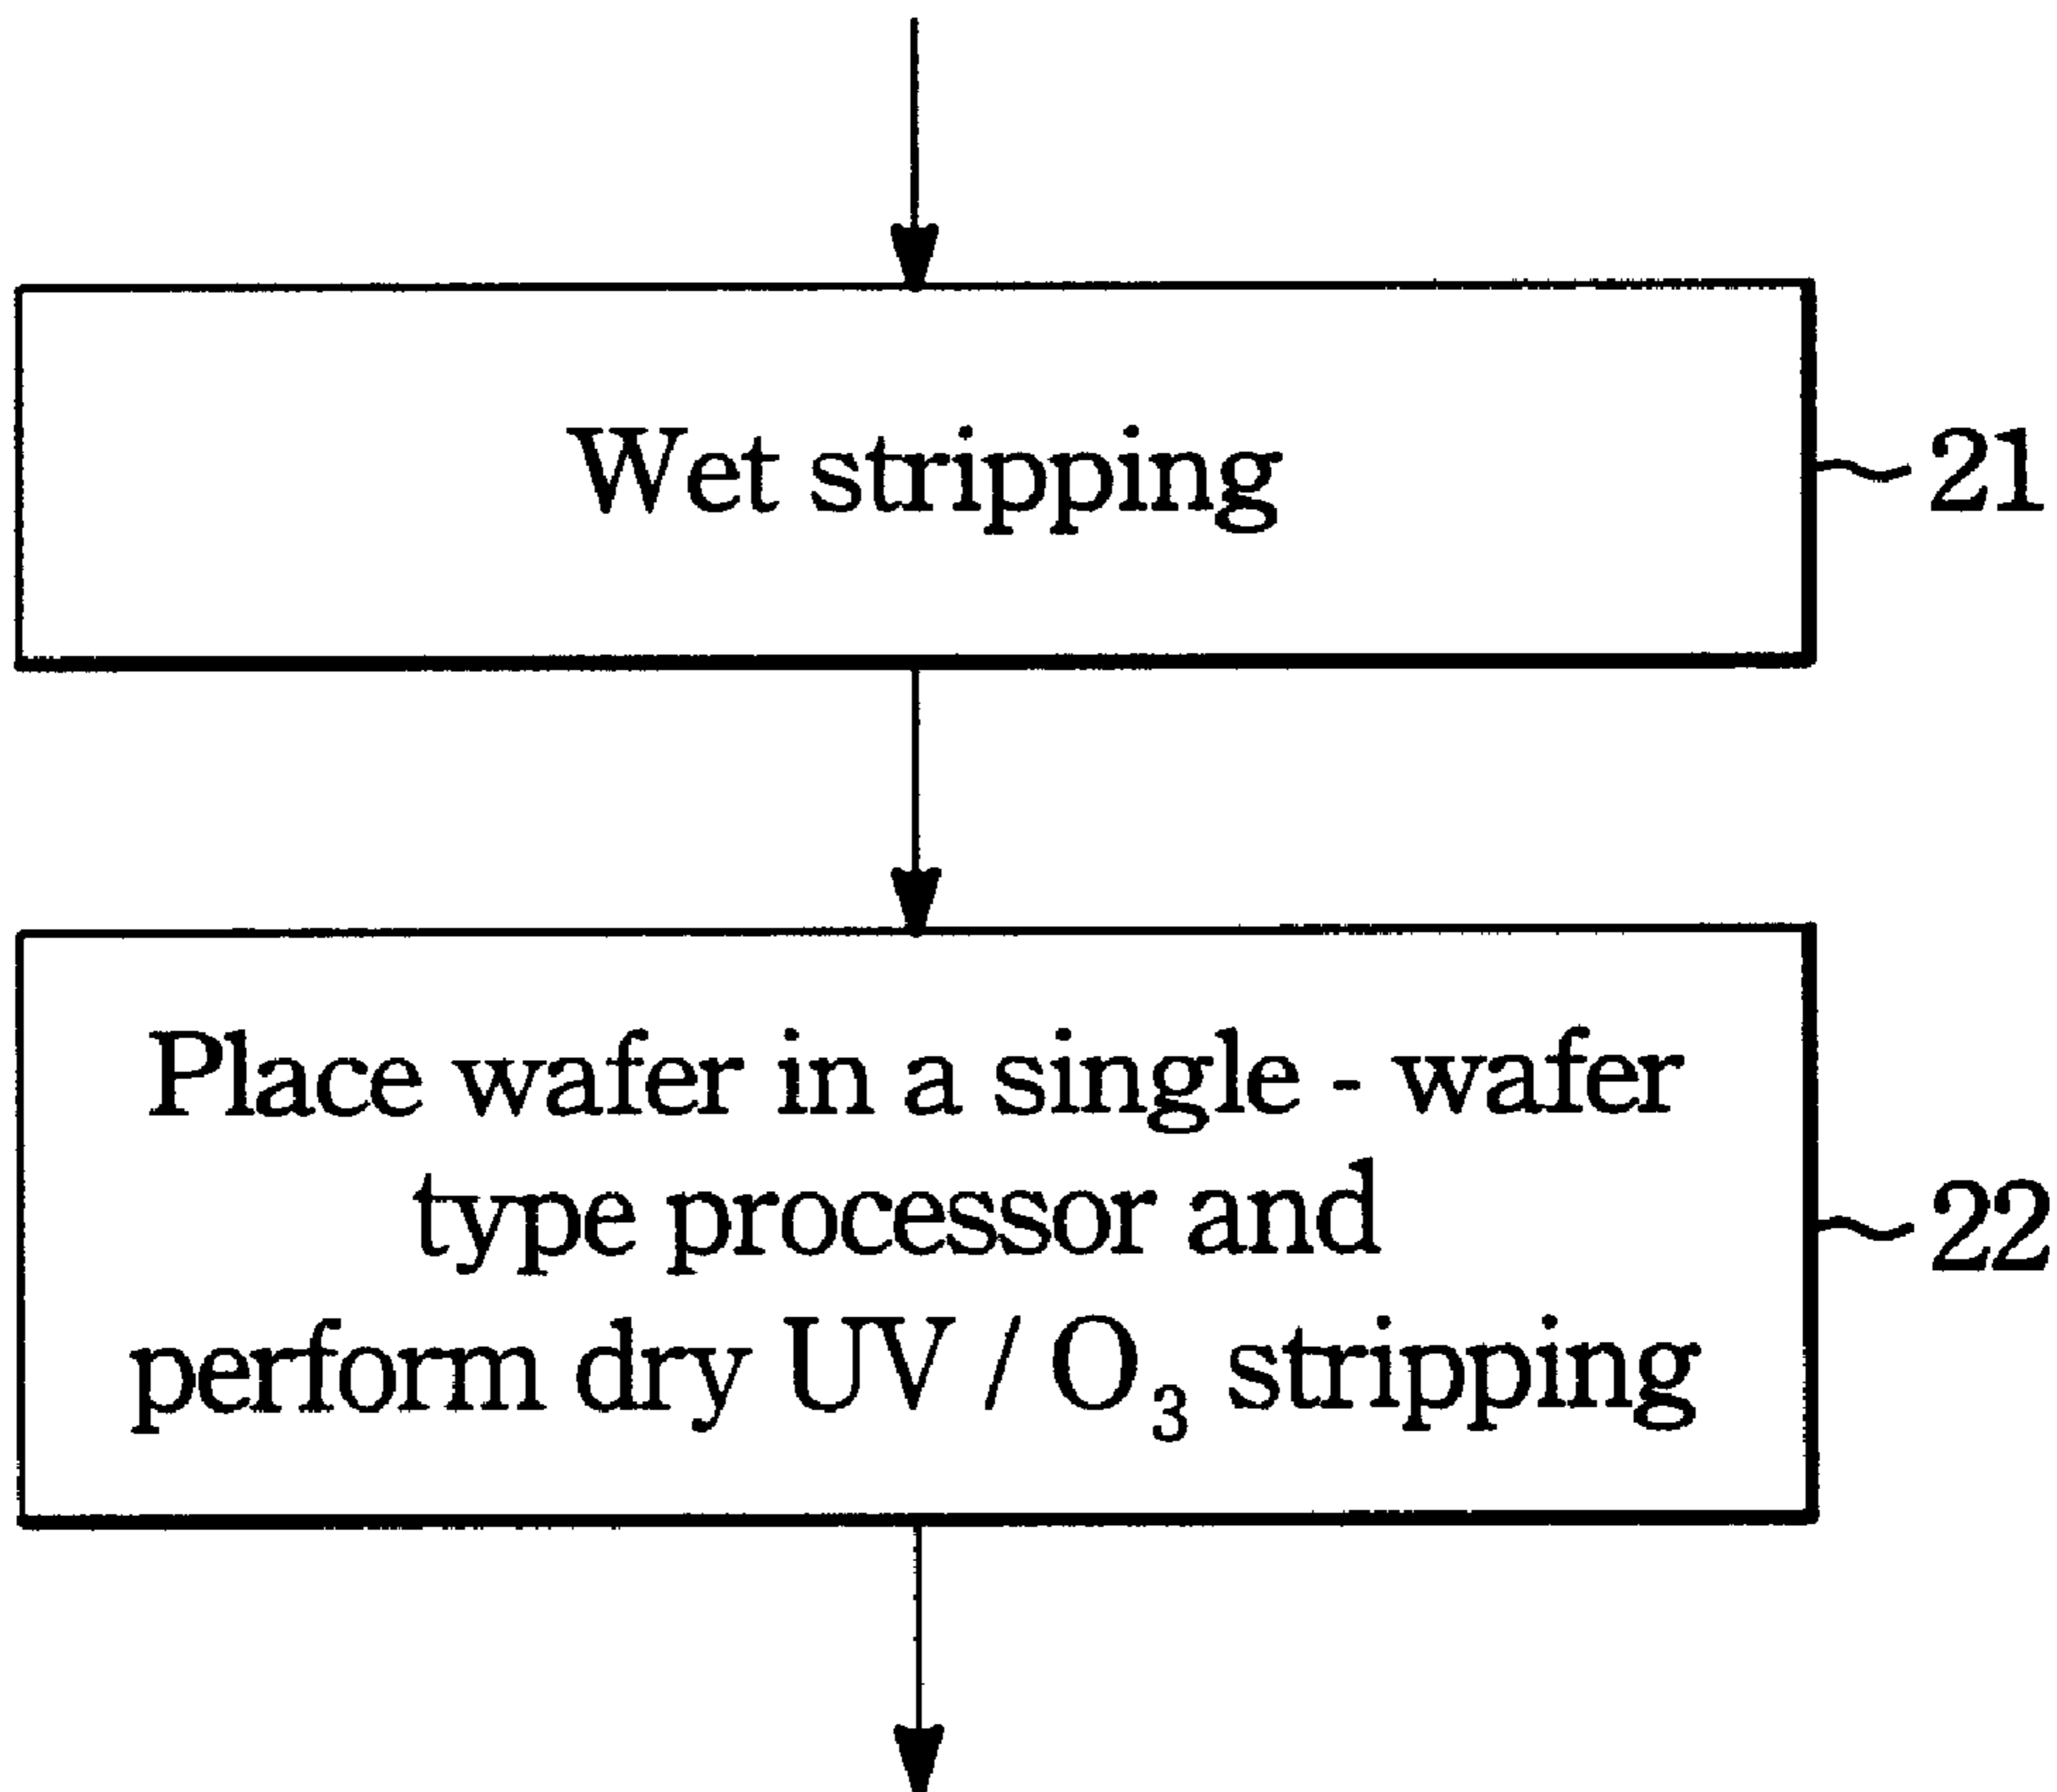 Wet stripping
21
Place wafer in a single - wafer
type processor and
22
perform dry UV / O₃ stripping